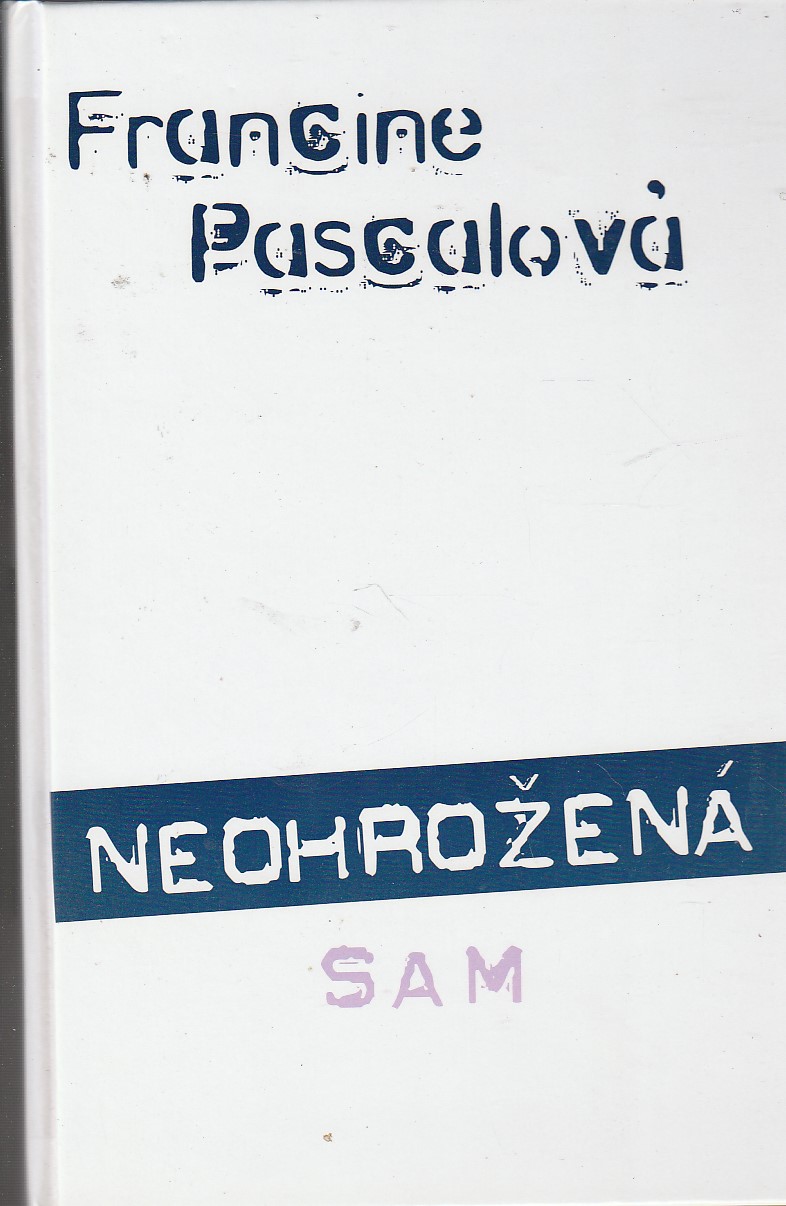 Francine
Pascalová
NEOHROŽENÁ
SAM